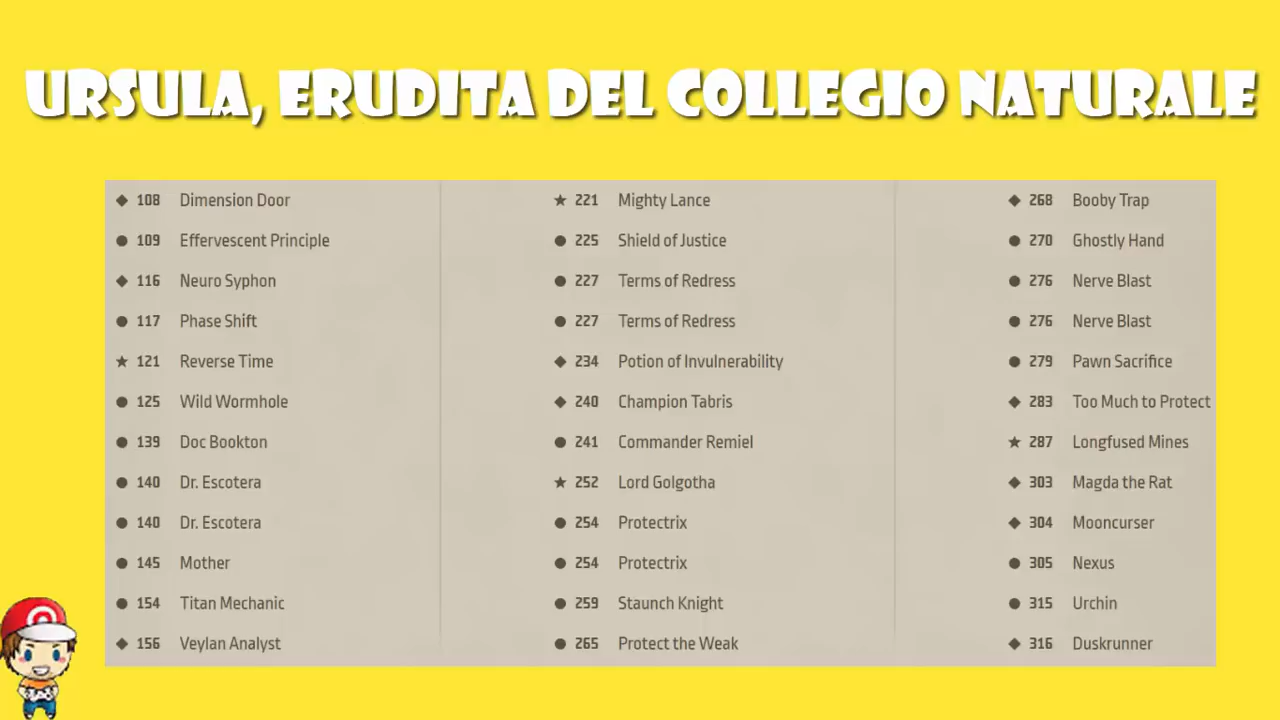 URSULA, ERUDITA DEL COLLEGIO NATURALE
◆ 108 Dimension Door
● 109 Effervescent Principle
◆ 116 Neuro Syphon
● 117 Phase Shift
★ 121 Reverse Time
● 125 Wild Wormhole
● 139 Doc Bookton
● 140 Dr. Escotera
● 140 Dr. Escotera
● 145 Mother
● 154 Titan Mechanic
◆ 156 Veylan Analyst
★ 221 Mighty Lance
● 225 Shield of Justice
● 227 Terms of Redress
● 227 Terms of Redress
◆ 234 Potion of Invulnerability
◆ 240 Champion Tabris
● 241 Commander Remiel
★ 252 Lord Golgotha
● 254 Protectrix
● 254 Protectrix
● 259 Staunch Knight
● 265 Protect the Weak
◆ 268 Booby Trap
● 270 Ghostly Hand
● 276 Nerve Blast
● 276 Nerve Blast
● 279 Pawn Sacrifice
◆ 283 Too Much to Protect
★ 287 Longfused Mines
◆ 303 Magda the Rat
◆ 304 Mooncurser
● 305 Nexus
● 315 Urchin
◆ 316 Duskrunner